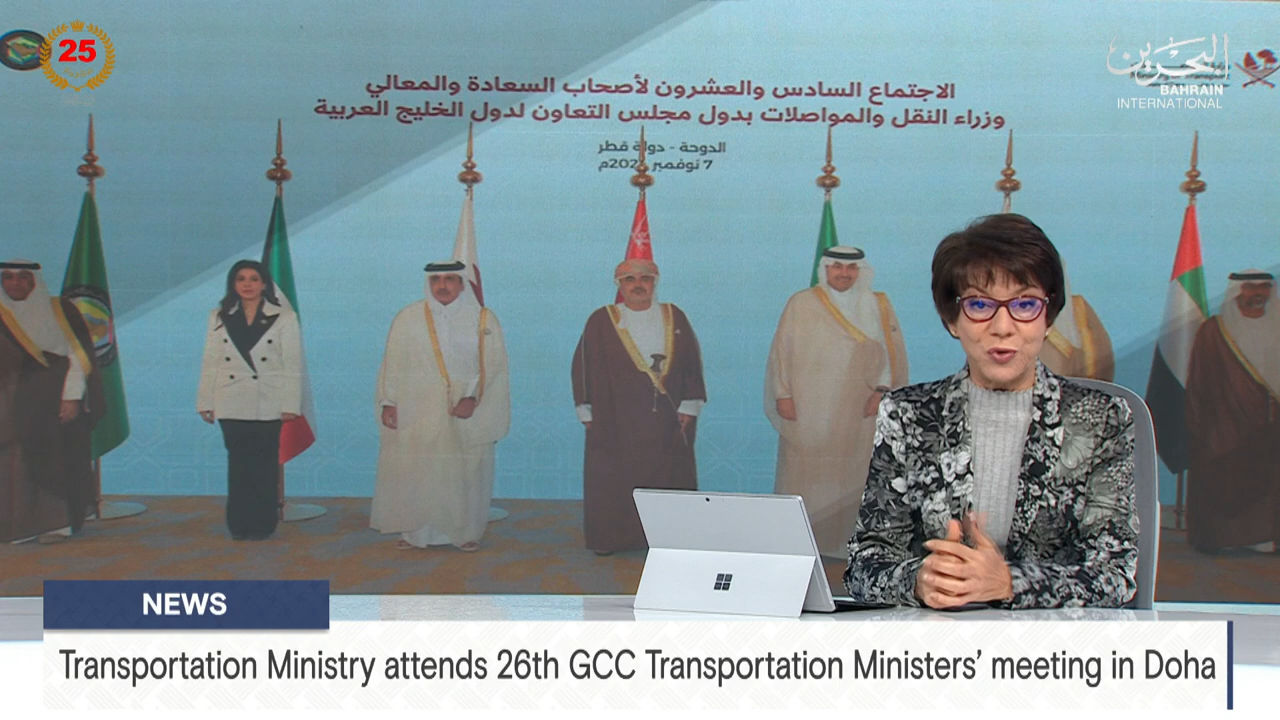 25
البحرين
BAHRAIN
INTERNATIONAL
الاجتماع السادس والعشرون لأصحاب السعادة والمعالي
وزراء النقل والمواصلات بدول مجلس التعاون لدول الخليج العربية
الدوحة - دولة قطر
7 نوفمبر
NEWS
Transportation Ministry attends 26th GCC Transportation Ministers’ meeting in Doha